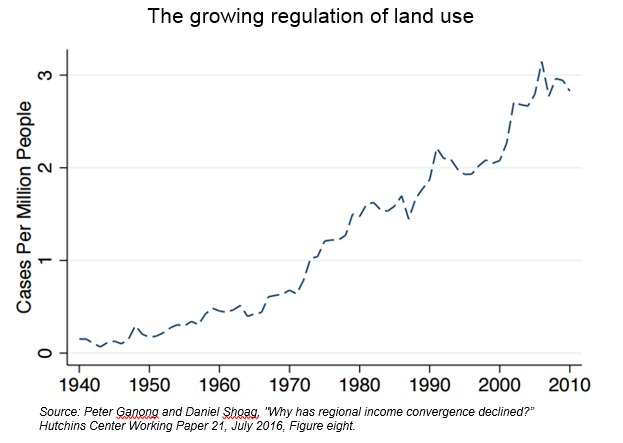 The growing regulation of land use
Cases Per Million People
3
2
1
0
1940 1950 1960 1970 1980 1990 2000 2010
Source: Peter Ganong and Daniel Shoag, "Why has regional income convergence declined?"
Hutchins Center Working Paper 21, July 2016, Figure eight.